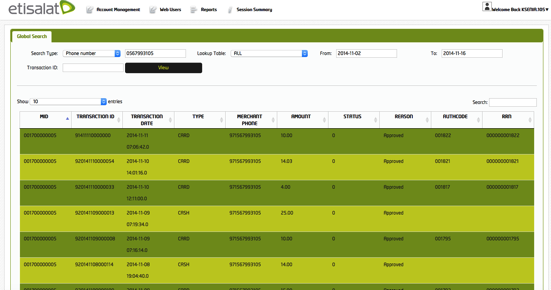 etisalat
Account Management Web Users Reports Session Summary
Welcome Back KSEMIR.105
Global Search
Search Type: Phone number 0567993105 Lookup Table: ALL From: 2014-11-02 To: 2014-11-16
Transaction ID: View
Show 10 entries Search:
MID TRANSACTION ID TRANSACTION DATE TYPE MERCHANT PHONE AMOUNT STATUS REASON AUTHCODE RRN
001700000005 2014-11-11 07:08:42.0 CARD 971567993105 10.00 0 Approved 001822 000000001822
001700000005 920141110000054 2014-11-10 14:01:16.0 CARD 971567993105 14.03 0 Approved 001821 000000001821
001700000005 920141110000033 2014-11-10 12:11:00.0 CARD 971567993105 4.00 0 Approved 001817 000000001817
001700000005 920141109000013 2014-11-09 07:19:34.0 CASH 971567993105 25.00 0 Approved
001700000005 920141109000008 2014-11-09 07:16:14.0 CARD 971567993105 10.00 0 Approved 001795 000000001795
001700000005 920141108000114 2014-11-08 19:04:40.0 CASH 971567993105 14.00 0 Approved